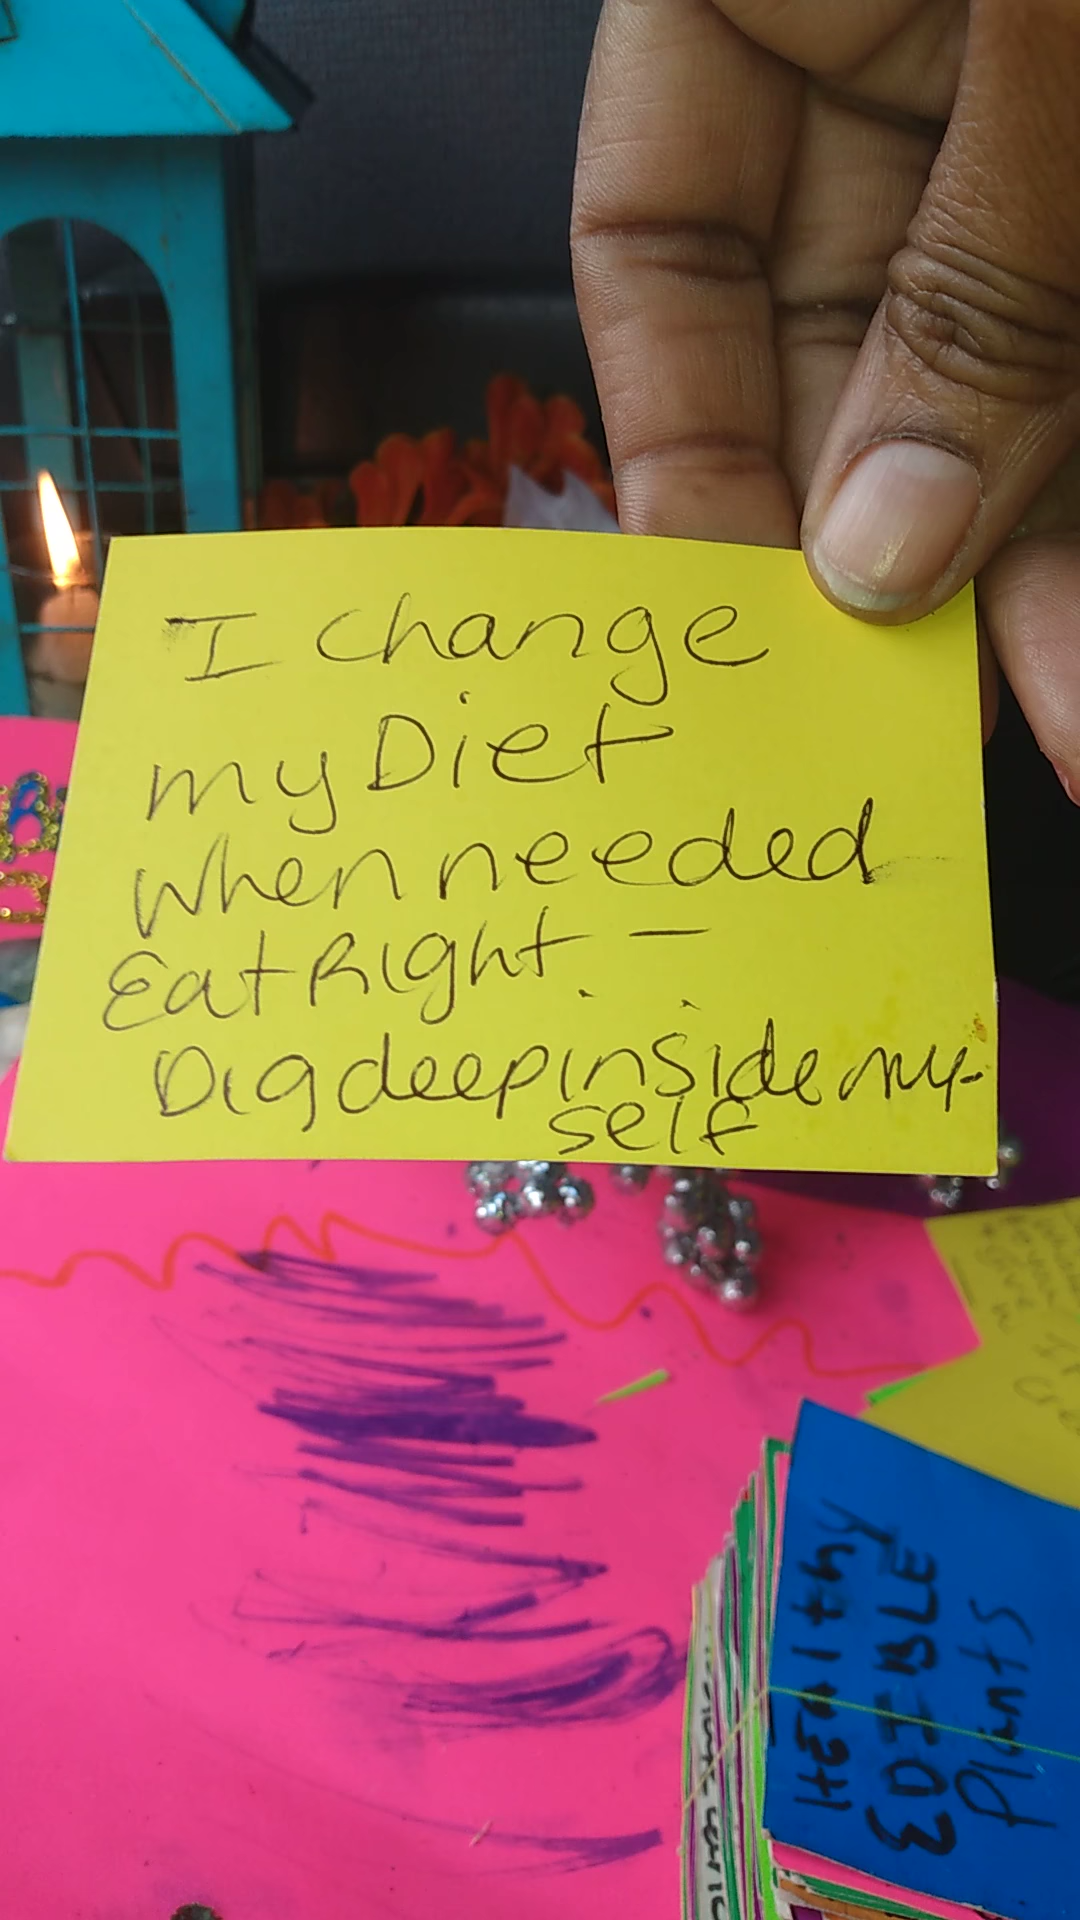 I change
my Diet
when needed
Eat Right —
Dig deep inside my-
self
Healthy
EDIBLE
Plants